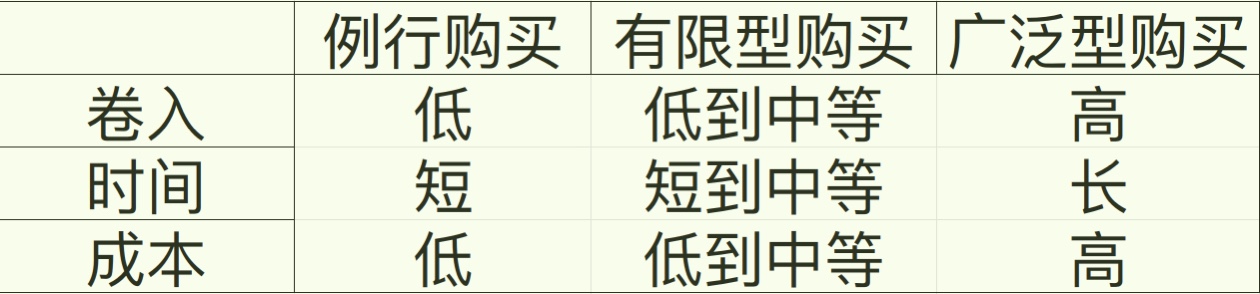 例行购买 有限型购买 广泛型购买
卷入 低 低到中等 高
时间 短 短到中等 长
成本 低 低到中等 高